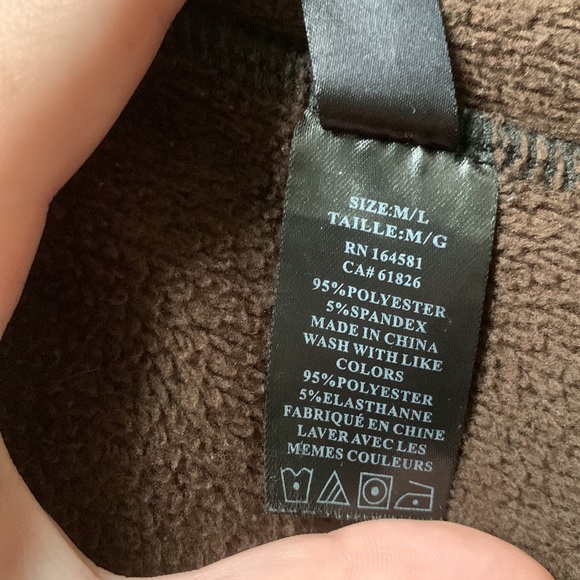 SIZE:M/L
TAILLE:M/G
RN 164581
CA# 61826
95%POLYESTER
5%SPANDEX
MADE IN CHINA
WASH WITH LIKE
COLORS
95%POLYESTER
5%ELASTHANNE
FABRIQUÉ EN CHINE
LAVER AVEC LES
MEMES COULEURS